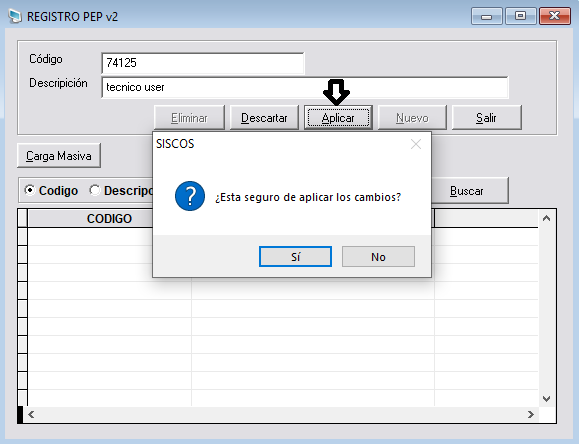 REGISTRO PEP v2
Código
74125
Descripición
tecnico user
Eliminar Descartar Aplicar Nuevo Salir
Carga Masiva
SISCOS
¿Esta seguro de aplicar los cambios?
Sí No
Codigo Descripc
Buscar
CODIGO